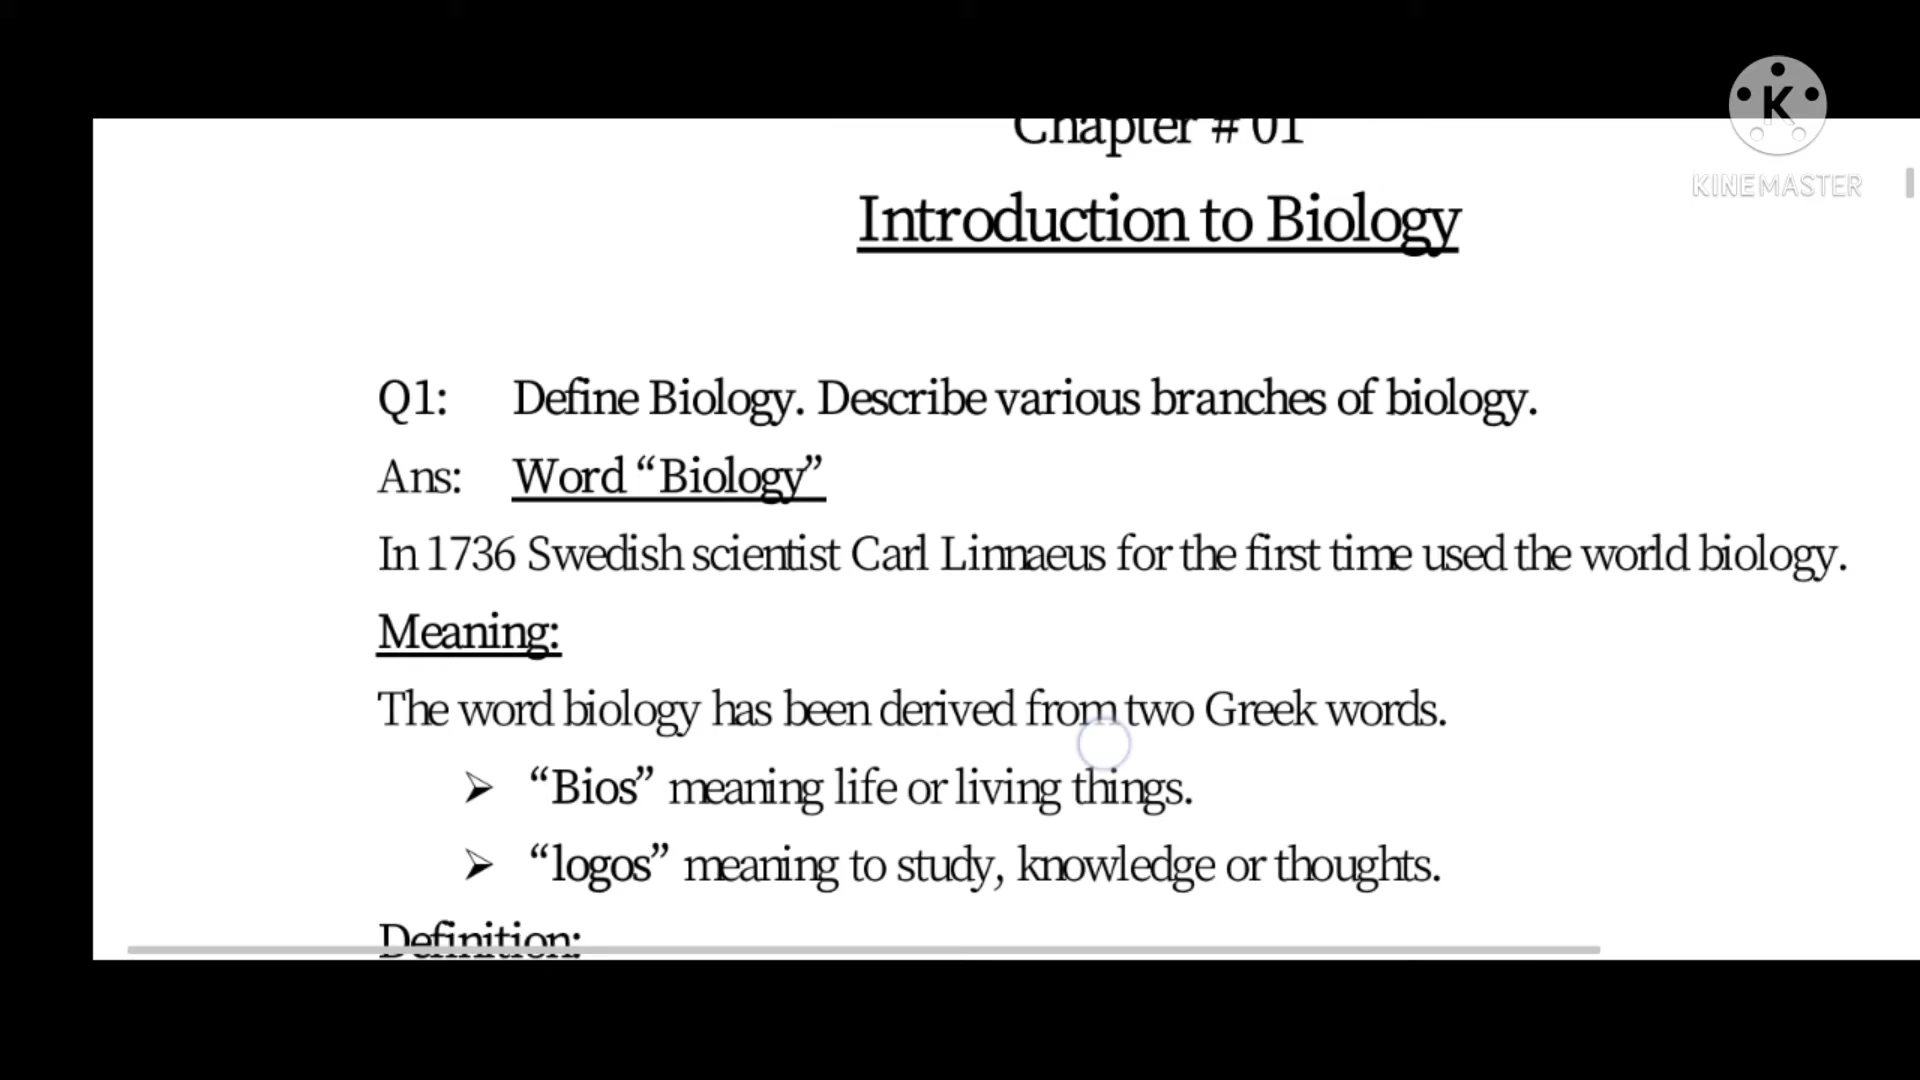 Chapter # 01
K
KINEMASTER
Introduction to Biology
Q1: Define Biology. Describe various branches of biology.
Ans: Word “Biology”
In 1736 Swedish scientist Carl Linnaeus for the first time used the world biology.
Meaning:
The word biology has been derived from two Greek words.
➢ “Bios” meaning life or living things.
➢ “logos” meaning to study, knowledge or thoughts.
Definition: